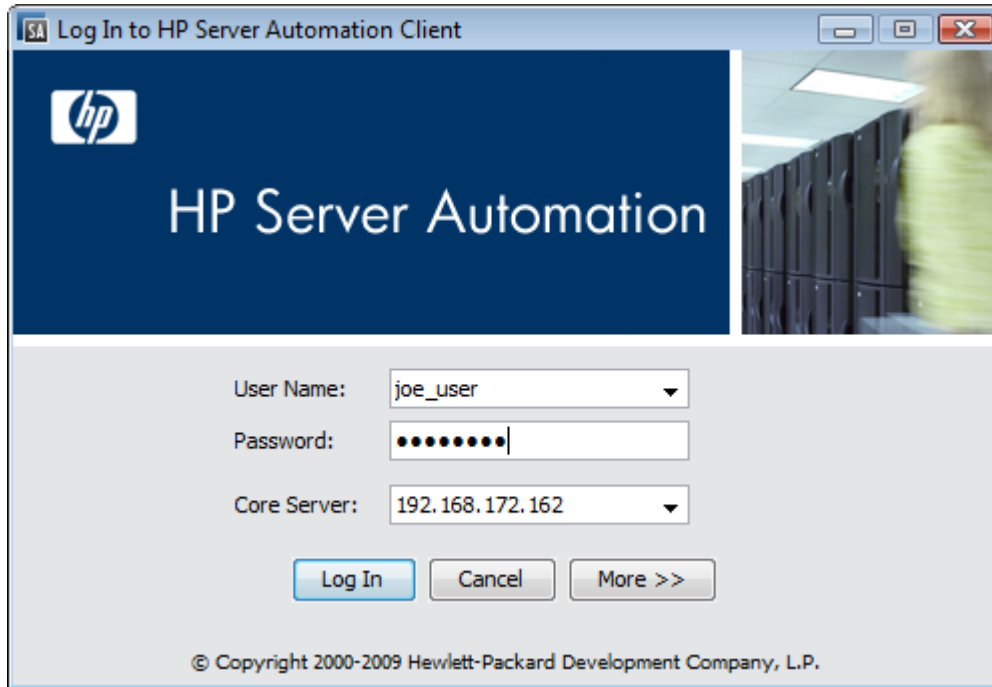 SA Log In to HP Server Automation Client
hp
HP Server Automation
User Name: joe_user
Password: ●●●●●●●●
Core Server: 192.168.172.162
Log In Cancel More >>
© Copyright 2000-2009 Hewlett-Packard Development Company, L.P.